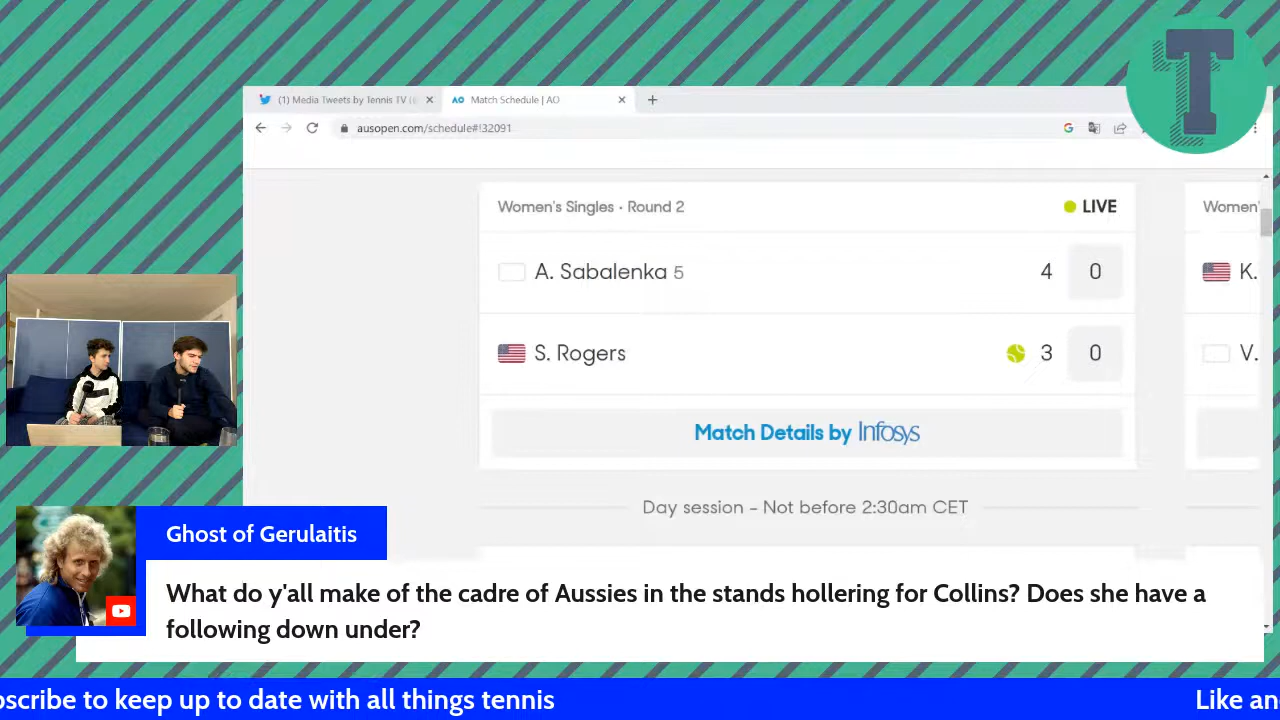 T
(1) Media Tweets by Tennis TV (
Match Schedule | AO
ausopen.com/schedule#!32091
Women's Singles · Round 2
LIVE
Women'
A. Sabalenka 5
4
0
K.
S. Rogers
3
0
V.
Match Details by Infosys
Day session - Not before 2:30am CET
Ghost of Gerulaitis
What do y'all make of the cadre of Aussies in the stands hollering for Collins? Does she have a
following down under?
bscribe to keep up to date with all things tennis
Like an